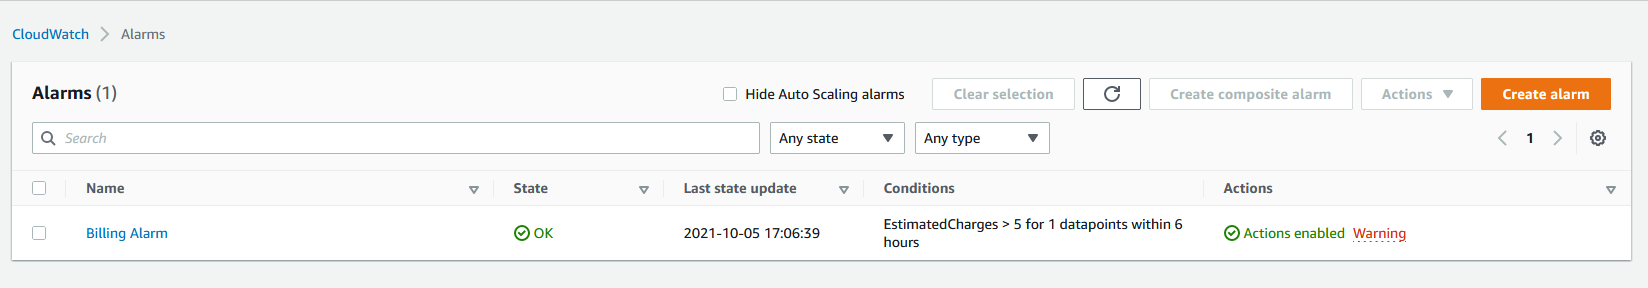 CloudWatch > Alarms
Alarms (1)
Hide Auto Scaling alarms
Clear selection
Create composite alarm
Actions
Create alarm
Search
Any state
Any type
1
Name State Last state update Conditions Actions
Billing Alarm OK 2021-10-05 17:06:39 EstimatedCharges > 5 for 1 datapoints within 6
hours
Actions enabled Warning